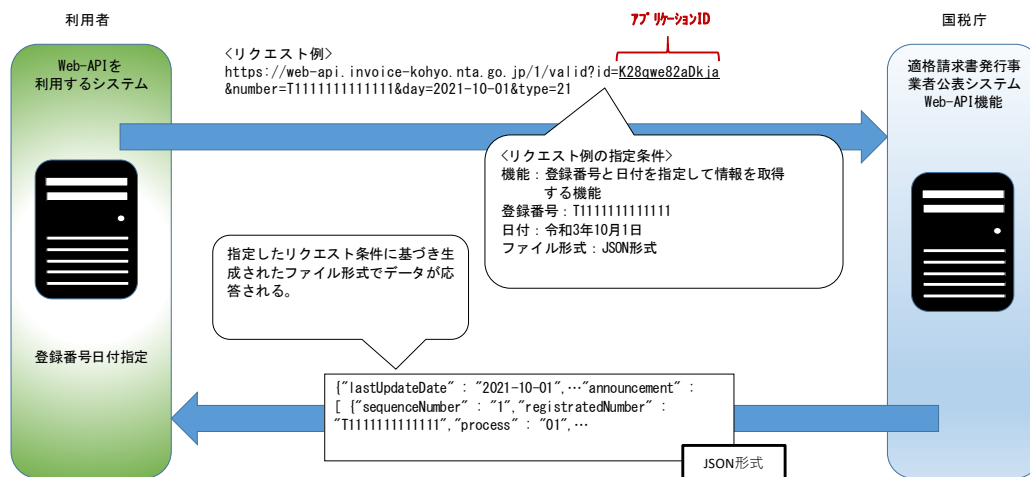 利用者
アプリケーションID
国税庁
Web-APIを
利用するシステム
<リクエスト例>
https://web-api.invoice-kohyo.nta.go.jp/1/valid?id=K28qwe82aDkja
&number=T1111111111111&day=2021-10-01&type=21
適格請求書発行事
業者公表システム
Web-API機能
<リクエスト例の指定条件>
機能：登録番号と日付を指定して情報を取得
する機能
登録番号：T1111111111111
日付：令和3年10月1日
ファイル形式：JSON形式
指定したリクエスト条件に基づき生
成されたファイル形式でデータが応
答される。
登録番号日付指定
{"lastUpdateDate" : "2021-10-01",…"announcement" :
[ {"sequenceNumber" : "1","registratedNumber" :
"T1111111111111","process" : "01",…
JSON形式